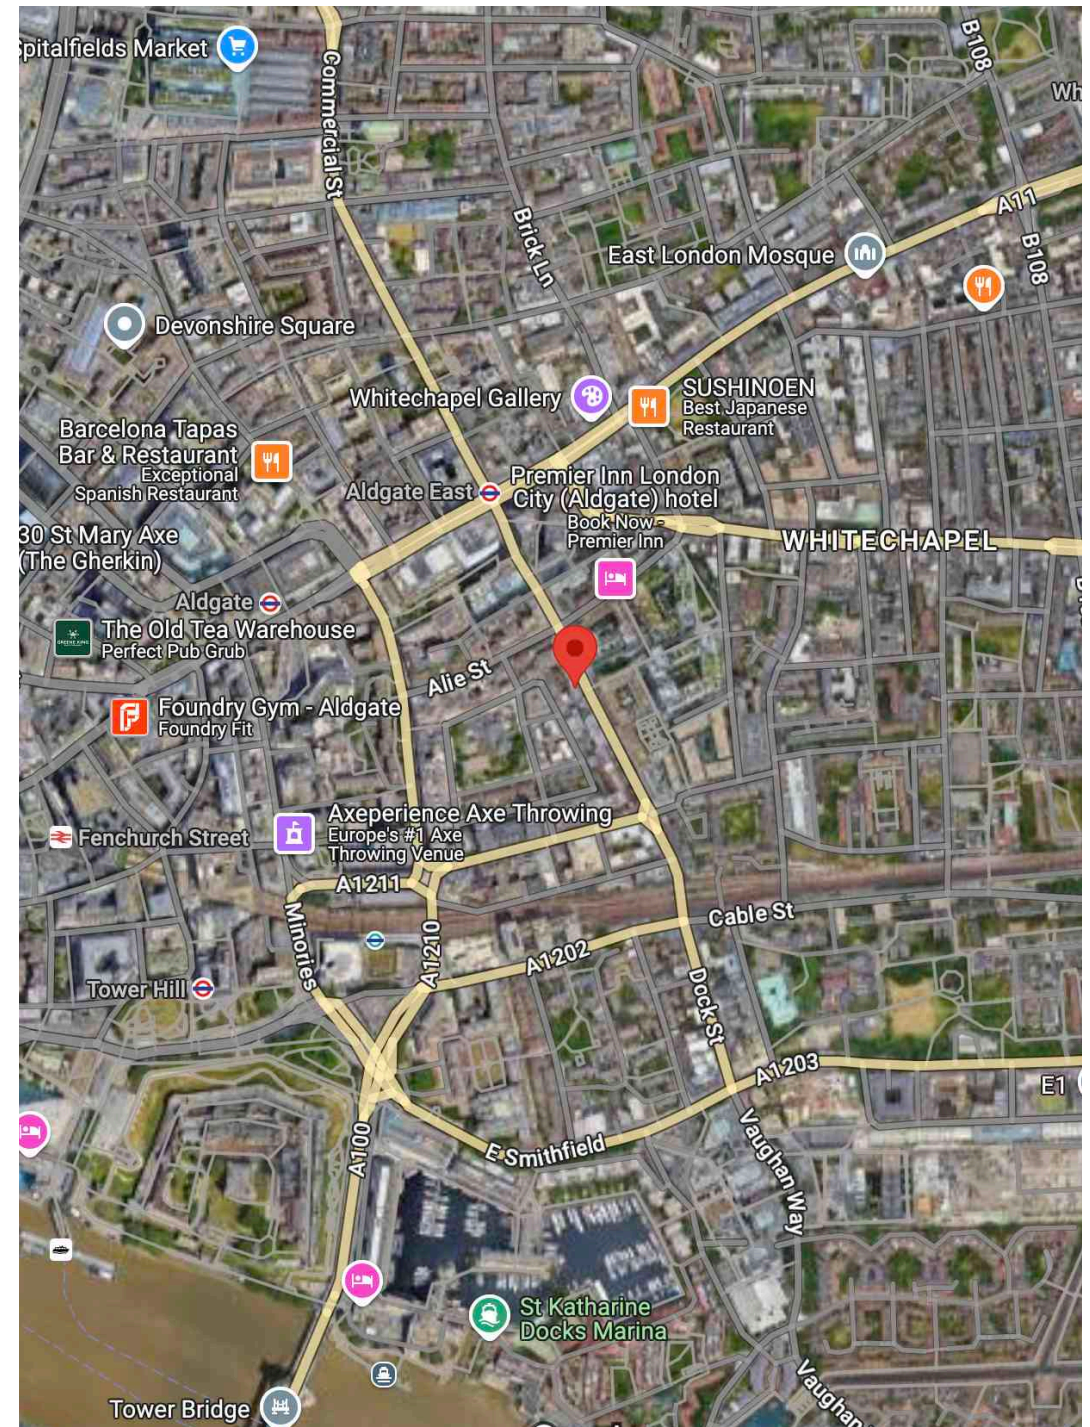 pitalfields Market
Commercial St
B108
Wh
Brick Ln
A11
East London Mosque
B108
Devonshire Square
Whitechapel Gallery
SUSHINOEN
Best Japanese
Restaurant
Barcelona Tapas
Bar & Restaurant
Exceptional
Spanish Restaurant
Aldgate East
Premier Inn London
City (Aldgate) hotel
Book Now -
Premier Inn
WHITECHAPEL
30 St Mary Axe
(The Gherkin)
Aldgate
The Old Tea Warehouse
Perfect Pub Grub
Alie St
Foundry Gym - Aldgate
Foundry Fit
Axeperience Axe Throwing
Europe's #1 Axe
Throwing Venue
Fenchurch Street
A1211
Minories
A1210
Cable St
A1202
Tower Hill
Dock St
A1203
E1
A100
E Smithfield
Vaughan Way
St Katharine
Docks Marina
Vaughan
Tower Bridge